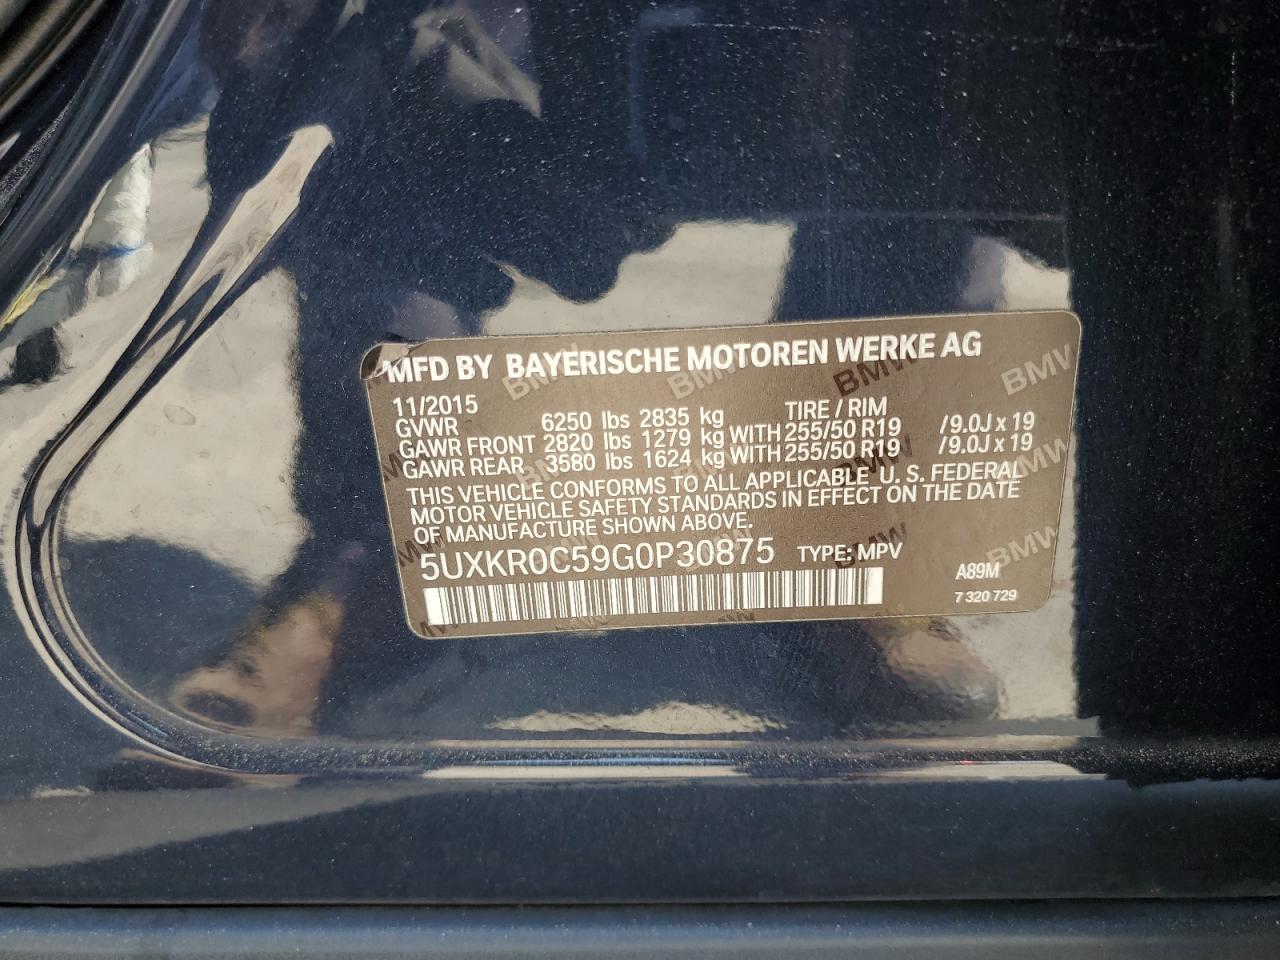 MFD BY BAYERISCHE MOTOREN WERKE AG
11/2015
GVWR 6250 lbs 2835 kg TIRE / RIM
GAWR FRONT 2820 lbs 1279 kg WITH 255/50 R19 /9.0J x 19
GAWR REAR 3580 lbs 1624 kg WITH 255/50 R19 /9.0J x 19
THIS VEHICLE CONFORMS TO ALL APPLICABLE U. S. FEDERAL
MOTOR VEHICLE SAFETY STANDARDS IN EFFECT ON THE DATE
OF MANUFACTURE SHOWN ABOVE.
5UXKR0C59G0P30875 TYPE: MPV
A89M
7 320 729